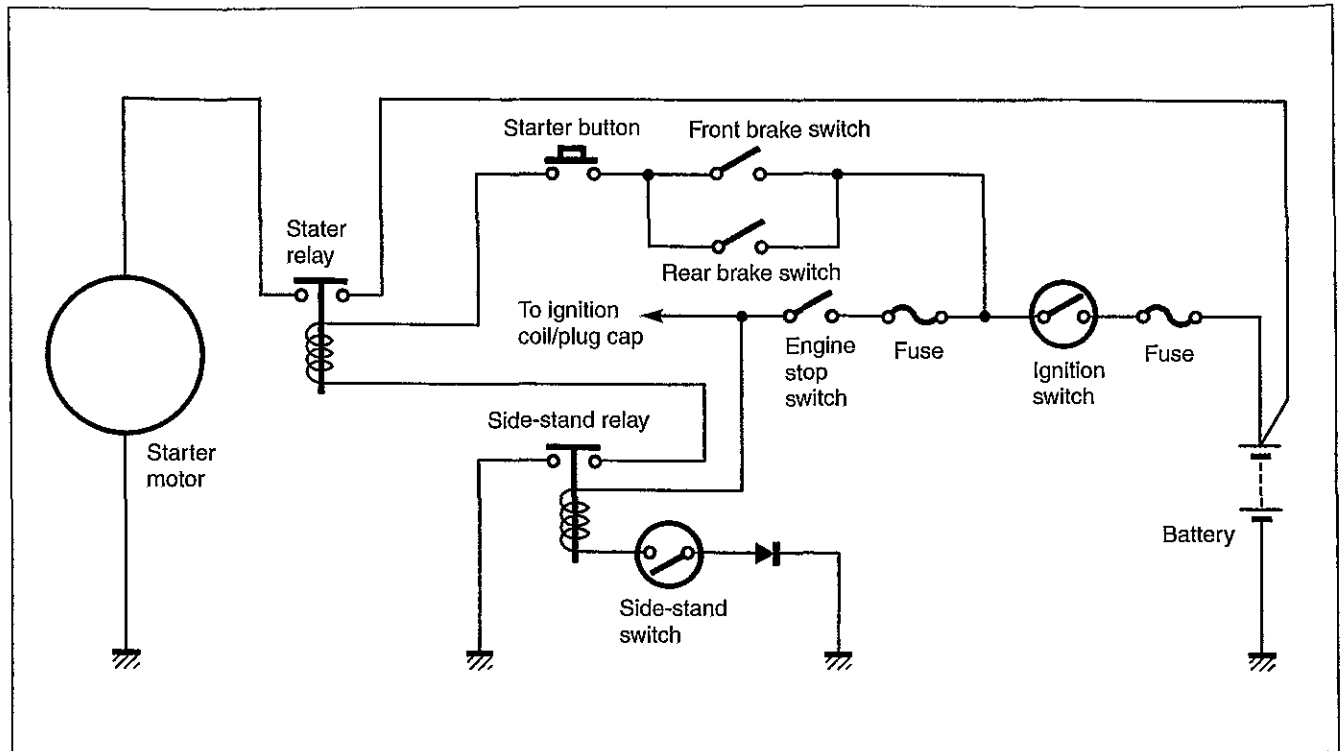 Starter button
Front brake switch
Stater
relay
Rear brake switch
To ignition
coil/plug cap
Engine
stop
switch
Fuse
Ignition
switch
Fuse
Side-stand relay
Starter
motor
Battery
Side-stand
switch